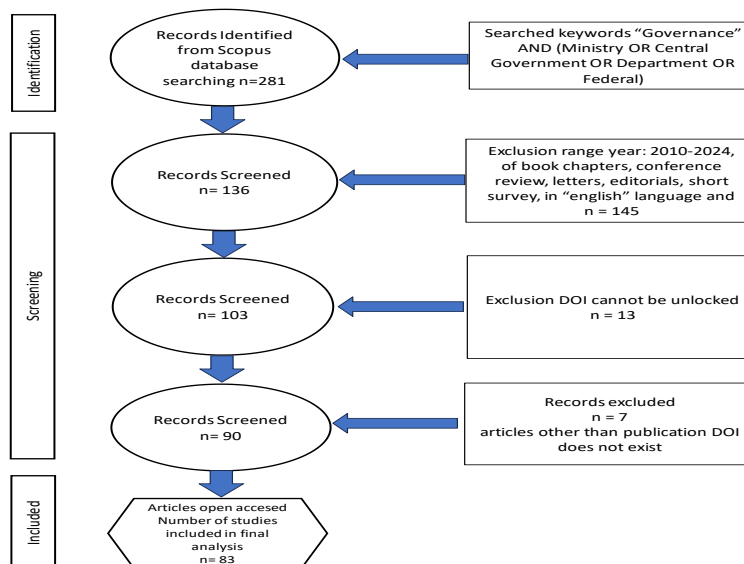 Identification
Records Identified
from Scopus
database
searching n=281
Searched keywords “Governance”
AND (Ministry OR Central
Government OR Department OR
Federal)
Screening
Records Screened
n= 136
Exclusion range year: 2010-2024,
of book chapters, conference
review, letters, editorials, short
survey, in “english” language and
n = 145
Records Screened
n= 103
Exclusion DOI cannot be unlocked
n = 13
Records Screened
n= 90
Records excluded
n = 7
articles other than publication DOI
does not exist
Included
Articles open accesed
Number of studies
included in final
analysis
n= 83